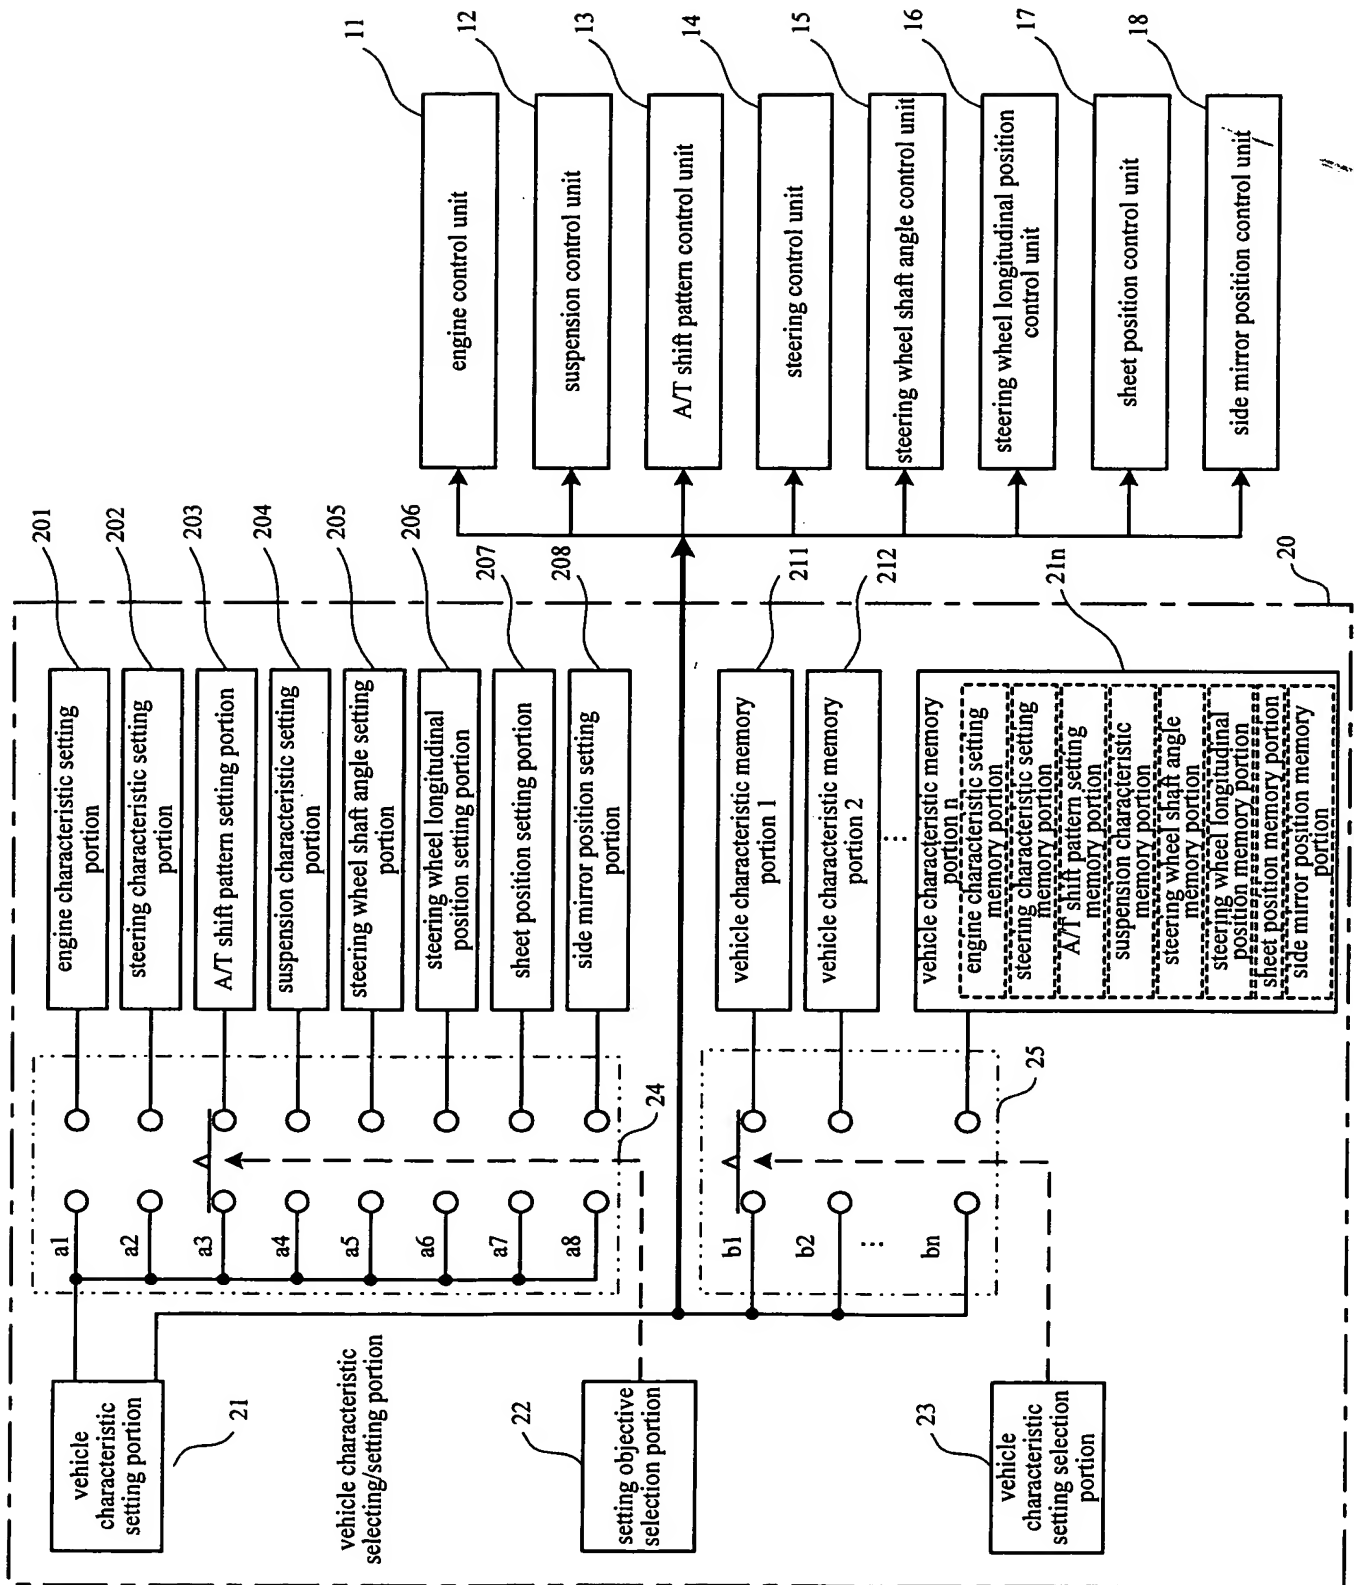 vehicle
characteristic
setting portion
21
vehicle characteristic
selecting/setting portion
setting objective
selection portion
22
vehicle
characteristic
setting selection
portion
23
a1
a2
a3
a4
a5
a6
a7
a8
24
b1
b2
...
bn
25
engine characteristic setting
portion
201
steering characteristic setting
portion
202
A/T shift pattern setting portion
203
suspension characteristic setting
portion
204
steering wheel shaft angle setting
portion
205
steering wheel longitudinal
position setting portion
206
sheet position setting portion
207
side mirror position setting
portion
208
vehicle characteristic memory
portion 1
211
vehicle characteristic memory
portion 2
212
...
vehicle characteristic memory
portion n
engine characteristic setting
memory portion
steering characteristic setting
memory portion
A/T shift pattern setting
memory portion
suspension characteristic
memory portion
steering wheel shaft angle
memory portion
steering wheel longitudinal
position memory portion
sheet position memory portion
side mirror position memory
portion
21n
20
engine control unit
11
suspension control unit
12
A/T shift pattern control unit
13
steering control unit
14
steering wheel shaft angle control unit
15
steering wheel longitudinal position
control unit
16
sheet position control unit
17
side mirror position control unit
18